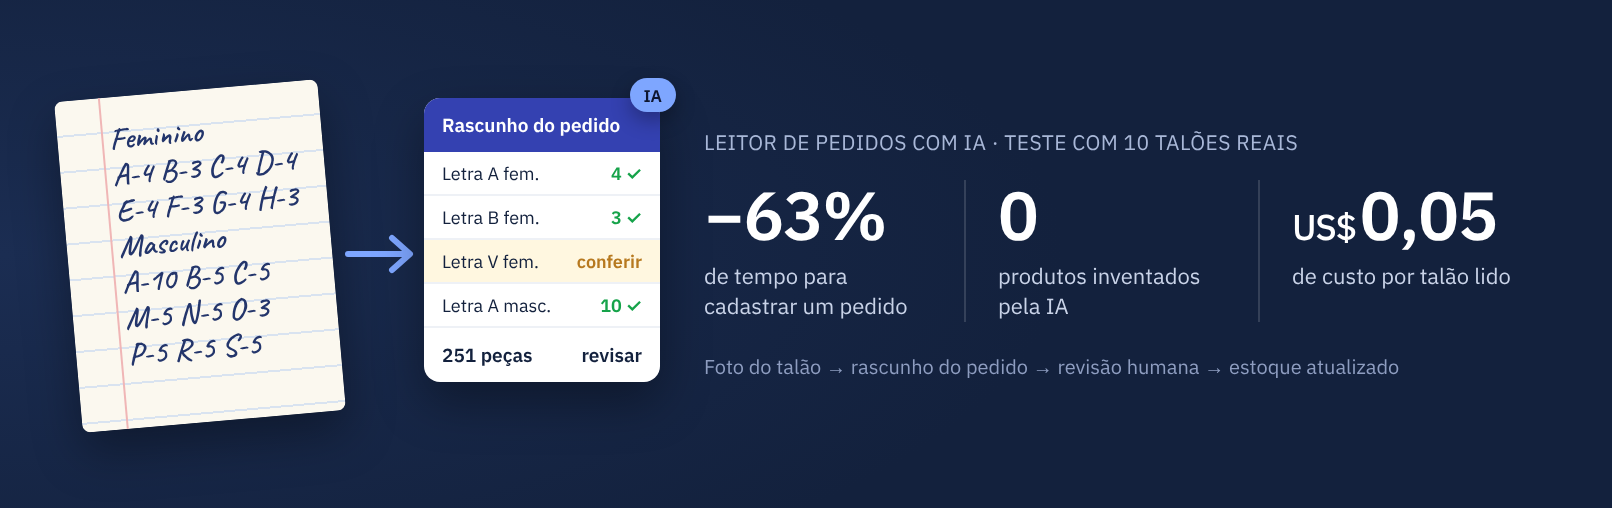 Feminino
A-4 B-3 C-4 D-4
E-4 F-3 G-4 H-3
Masculino
A-10 B-5 C-5
M-5 N-5 O-3
P-5 R-5 S-5
IA
Rascunho do pedido
Letra A fem. 4 ✓
Letra B fem. 3 ✓
Letra V fem. conferir
Letra A masc. 10 ✓
251 peças revisar
LEITOR DE PEDIDOS COM IA · TESTE COM 10 TALÕES REAIS
−63%
de tempo para
cadastrar um pedido
0
produtos inventados
pela IA
US$0,05
de custo por talão lido
Foto do talão → rascunho do pedido → revisão humana → estoque atualizado